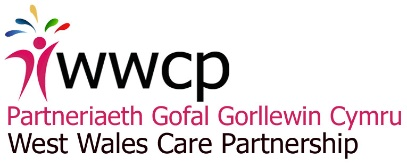 wwcp
Partneriaeth Gofal Gorllewin Cymru
West Wales Care Partnership